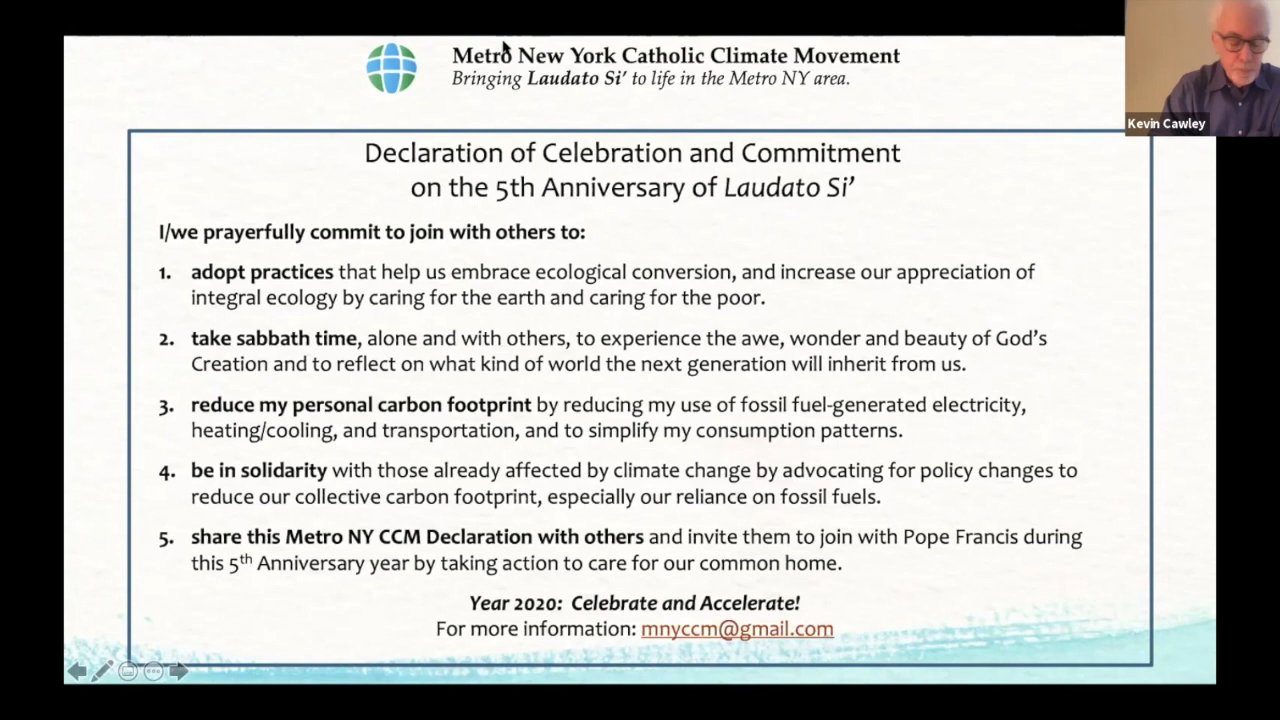 Metro New York Catholic Climate Movement
Bringing Laudato Si’ to life in the Metro NY area.
Kevin Cawley
Declaration of Celebration and Commitment
on the 5th Anniversary of Laudato Si’
I/we prayerfully commit to join with others to:
1. adopt practices that help us embrace ecological conversion, and increase our appreciation of
integral ecology by caring for the earth and caring for the poor.
2. take sabbath time, alone and with others, to experience the awe, wonder and beauty of God’s
Creation and to reflect on what kind of world the next generation will inherit from us.
3. reduce my personal carbon footprint by reducing my use of fossil fuel-generated electricity,
heating/cooling, and transportation, and to simplify my consumption patterns.
4. be in solidarity with those already affected by climate change by advocating for policy changes to
reduce our collective carbon footprint, especially our reliance on fossil fuels.
5. share this Metro NY CCM Declaration with others and invite them to join with Pope Francis during
this 5th Anniversary year by taking action to care for our common home.
Year 2020: Celebrate and Accelerate!
For more information: mnyccm@gmail.com